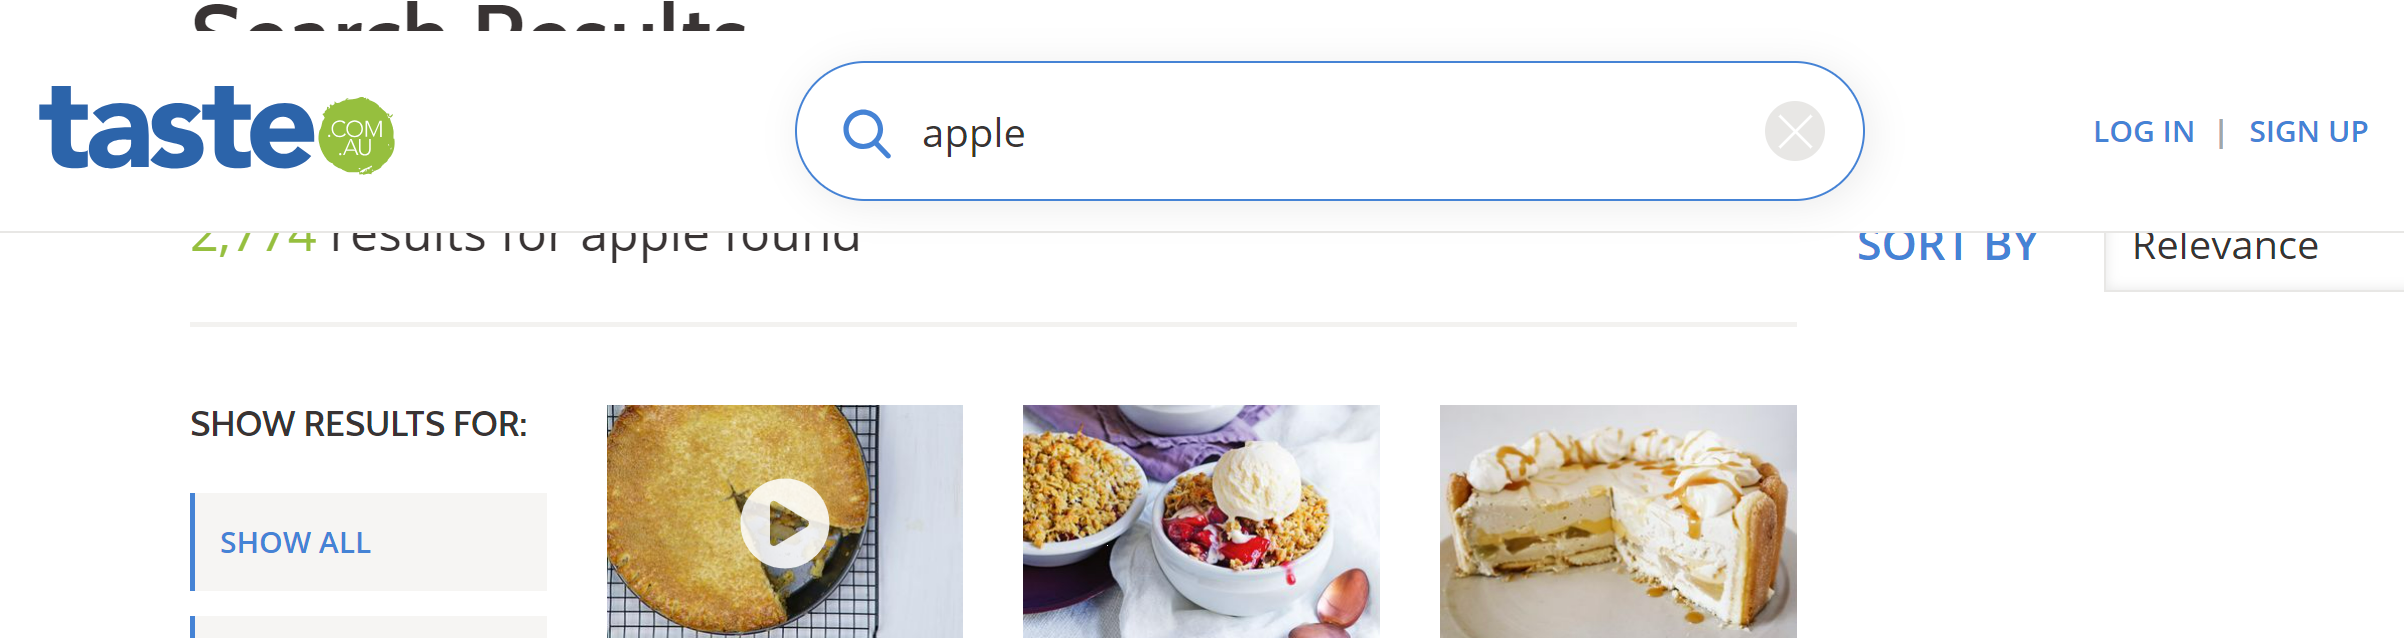 Search Results
taste
.COM
.AU
apple
LOG IN | SIGN UP
2,774 results for apple found
SORT BY
Relevance
SHOW RESULTS FOR:
SHOW ALL